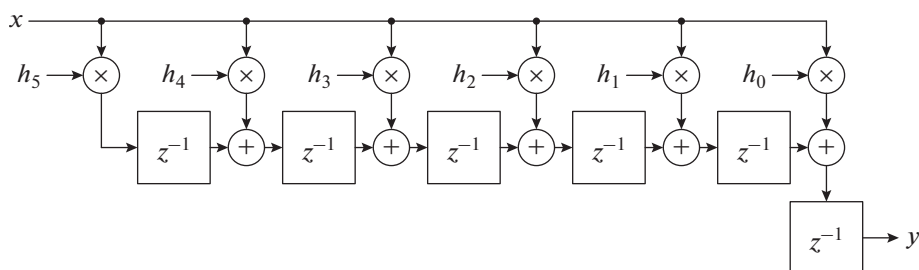 x
h₅ × h₄ × h₃ × h₂ × h₁ × h₀ ×
z⁻¹ + z⁻¹ + z⁻¹ + z⁻¹ + z⁻¹ +
z⁻¹ y